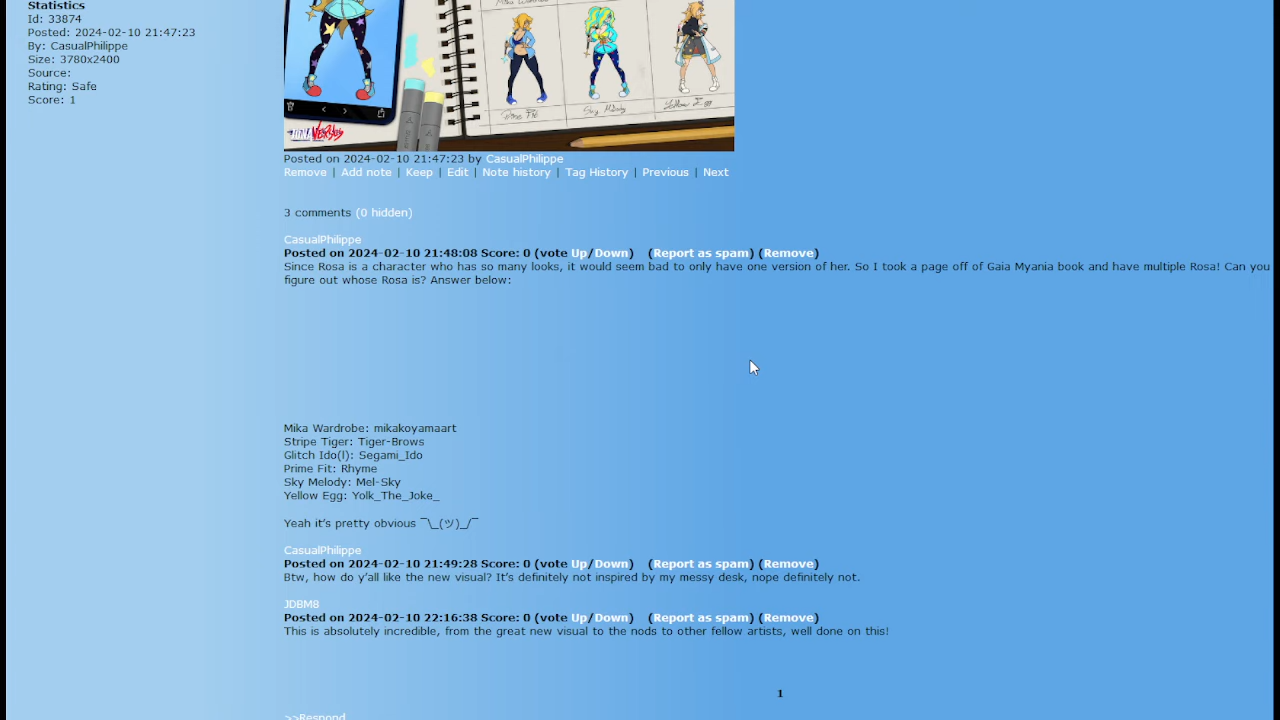 Statistics
Id: 33874
Posted: 2024-02-10 21:47:23
By: CasualPhilippe
Size: 3780x2400
Source:
Rating: Safe
Score: 1
Prime Fit
Sky Melody
Posted on 2024-02-10 21:47:23 by CasualPhilippe
Remove | Add note | Keep | Edit | Note history | Tag History | Previous | Next
3 comments (0 hidden)
CasualPhilippe
Posted on 2024-02-10 21:48:08 Score: 0 (vote Up/Down) (Report as spam) (Remove)
Since Rosa is a character who has so many looks, it would seem bad to only have one version of her. So I took a page off of Gaia Myania book and have multiple Rosa! Can you
figure out whose Rosa is? Answer below:
Mika Wardrobe: mikakoyamaart
Stripe Tiger: Tiger-Brows
Glitch Ido(l): Segami_Ido
Prime Fit: Rhyme
Sky Melody: Mel-Sky
Yellow Egg: Yolk_The_Joke_
Yeah it’s pretty obvious ¯\_(ツ)_/¯
CasualPhilippe
Posted on 2024-02-10 21:49:28 Score: 0 (vote Up/Down) (Report as spam) (Remove)
Btw, how do y’all like the new visual? It’s definitely not inspired by my messy desk, nope definitely not.
JDBM8
Posted on 2024-02-10 22:16:38 Score: 0 (vote Up/Down) (Report as spam) (Remove)
This is absolutely incredible, from the great new visual to the nods to other fellow artists, well done on this!
1
>>Respond